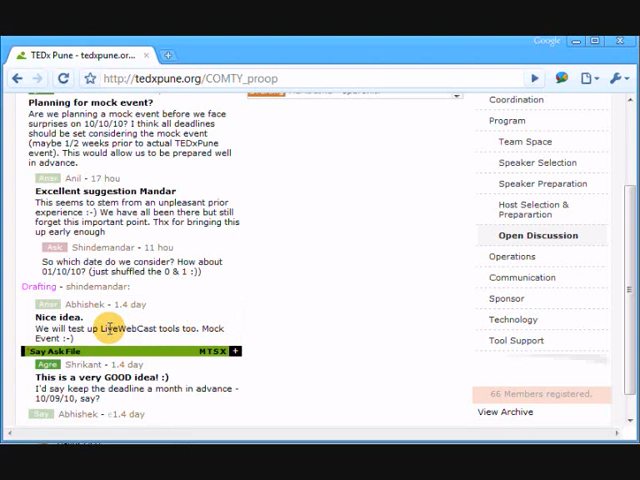 Google
TEDx Pune - tedxpune.or...
http://tedxpune.org/COMTY_proop
Planning for mock event?
Are we planning a mock event before we face
surprises on 10/10/10? I think all deadlines
should be set considering the mock event
(maybe 1/2 weeks prior to actual TEDxPune
event). This would allow us to be prepared well
in advance.
Anil - 17 hou
Excellent suggestion Mandar
This seems to stem from an unpleasant prior
experience :-) We have all been there but still
forget this important point. Thx for bringing this
up early enough
Ask Shindemandar - 11 hou
So which date do we consider? How about
01/10/10? (just shuffled the 0 & 1 :))
Drafting - shindemandar:
Abhishek - 1.4 day
Nice idea.
We will test up LiveWebCast tools too. Mock
Event :-)
Say Ask File M T S X +
Agre Shrikant - 1.4 day
This is a very GOOD idea! :)
I'd say keep the deadline a month in advance -
10/09/10, say?
Say Abhishek - 1.4 day
Coordination
Program
Team Space
Speaker Selection
Speaker Preparation
Host Selection &
Preparation
Open Discussion
Operations
Communication
Sponsor
Technology
Tool Support
66 Members registered.
View Archive